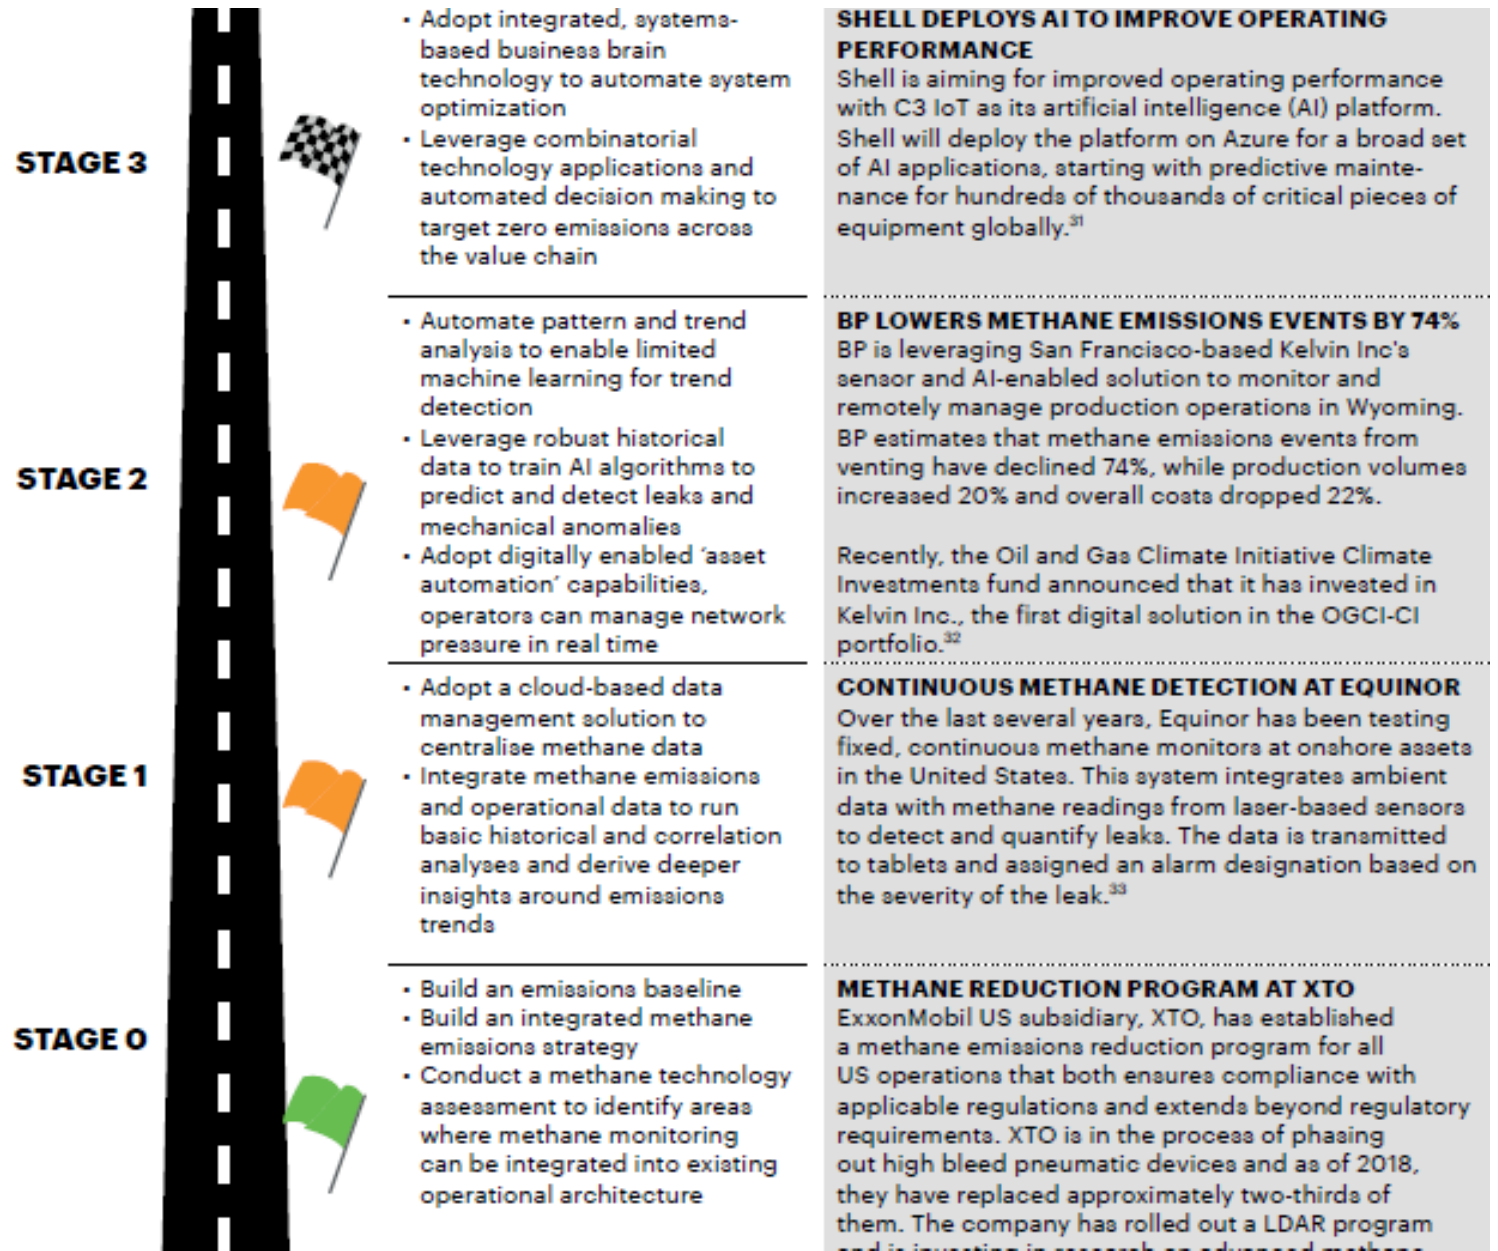 STAGE 3
• Adopt integrated, systems-
based business brain
technology to automate system
optimization
• Leverage combinatorial
technology applications and
automated decision making to
target zero emissions across
the value chain
SHELL DEPLOYS AI TO IMPROVE OPERATING
PERFORMANCE
Shell is aiming for improved operating performance
with C3 IoT as its artificial intelligence (AI) platform.
Shell will deploy the platform on Azure for a broad set
of AI applications, starting with predictive mainte-
nance for hundreds of thousands of critical pieces of
equipment globally.³¹
STAGE 2
• Automate pattern and trend
analysis to enable limited
machine learning for trend
detection
• Leverage robust historical
data to train AI algorithms to
predict and detect leaks and
mechanical anomalies
• Adopt digitally enabled ‘asset
automation’ capabilities,
operators can manage network
pressure in real time
BP LOWERS METHANE EMISSIONS EVENTS BY 74%
BP is leveraging San Francisco-based Kelvin Inc's
sensor and AI-enabled solution to monitor and
remotely manage production operations in Wyoming.
BP estimates that methane emissions events from
venting have declined 74%, while production volumes
increased 20% and overall costs dropped 22%.
Recently, the Oil and Gas Climate Initiative Climate
Investments fund announced that it has invested in
Kelvin Inc., the first digital solution in the OGCI-CI
portfolio.³²
STAGE 1
• Adopt a cloud-based data
management solution to
centralise methane data
• Integrate methane emissions
and operational data to run
basic historical and correlation
analyses and derive deeper
insights around emissions
trends
CONTINUOUS METHANE DETECTION AT EQUINOR
Over the last several years, Equinor has been testing
fixed, continuous methane monitors at onshore assets
in the United States. This system integrates ambient
data with methane readings from laser-based sensors
to detect and quantify leaks. The data is transmitted
to tablets and assigned an alarm designation based on
the severity of the leak.³³
STAGE 0
• Build an emissions baseline
• Build an integrated methane
emissions strategy
• Conduct a methane technology
assessment to identify areas
where methane monitoring
can be integrated into existing
operational architecture
METHANE REDUCTION PROGRAM AT XTO
ExxonMobil US subsidiary, XTO, has established
a methane emissions reduction program for all
US operations that both ensures compliance with
applicable regulations and extends beyond regulatory
requirements. XTO is in the process of phasing
out high bleed pneumatic devices and as of 2018,
they have replaced approximately two-thirds of
them. The company has rolled out a LDAR program
and is investing in research on advanced methane